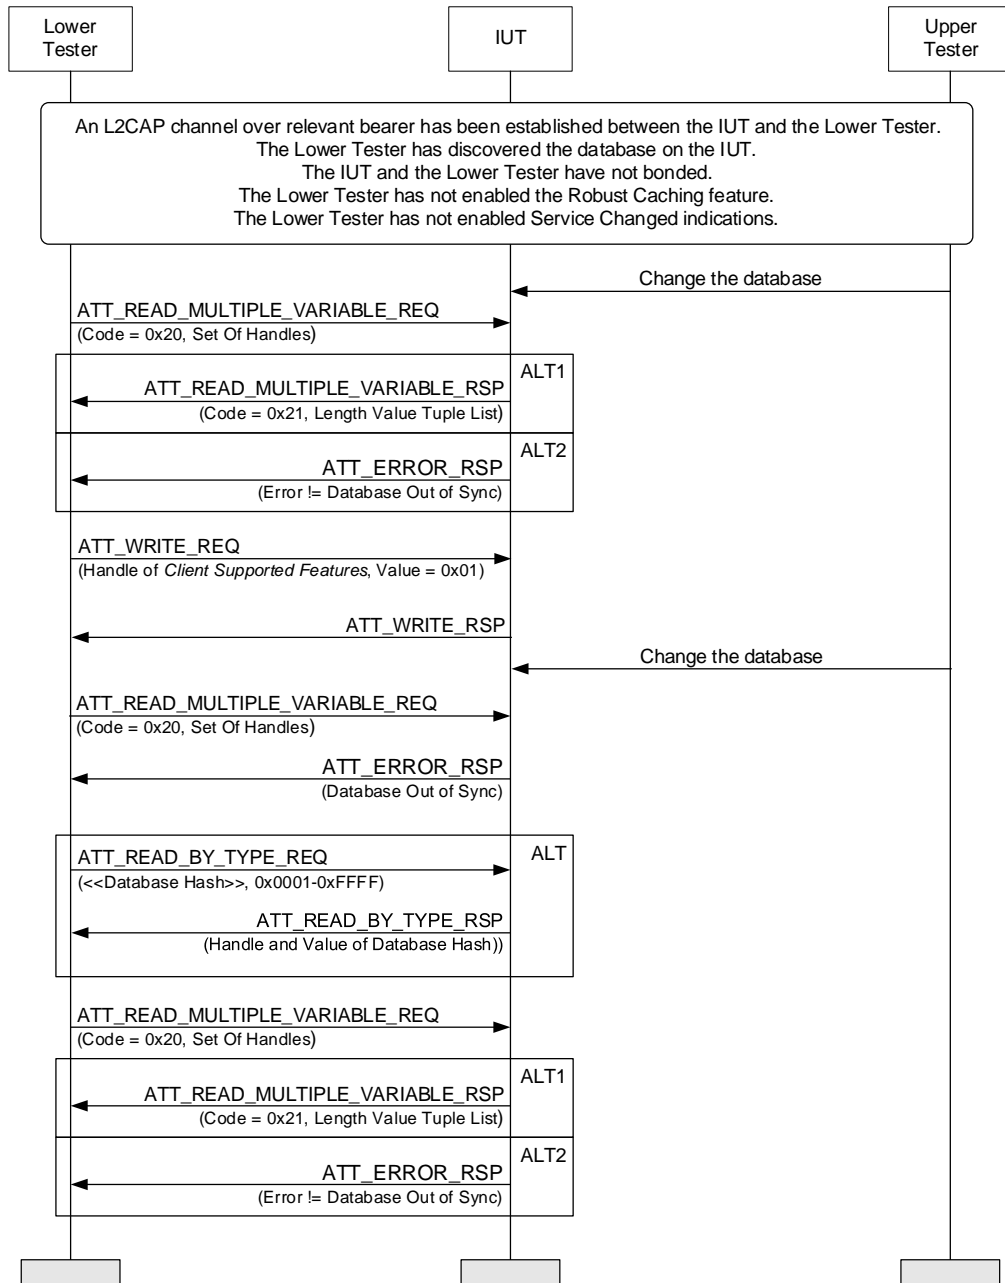 Lower
Tester
IUT
Upper
Tester
An L2CAP channel over relevant bearer has been established between the IUT and the Lower Tester.
The Lower Tester has discovered the database on the IUT.
The IUT and the Lower Tester have not bonded.
The Lower Tester has not enabled the Robust Caching feature.
The Lower Tester has not enabled Service Changed indications.
Change the database
ATT_READ_MULTIPLE_VARIABLE_REQ
(Code = 0x20, Set Of Handles)
ALT1
ATT_READ_MULTIPLE_VARIABLE_RSP
(Code = 0x21, Length Value Tuple List)
ALT2
ATT_ERROR_RSP
(Error != Database Out of Sync)
ATT_WRITE_REQ
(Handle of Client Supported Features, Value = 0x01)
ATT_WRITE_RSP
Change the database
ATT_READ_MULTIPLE_VARIABLE_REQ
(Code = 0x20, Set Of Handles)
ATT_ERROR_RSP
(Database Out of Sync)
ALT
ATT_READ_BY_TYPE_REQ
(<<Database Hash>>, 0x0001-0xFFFF)
ATT_READ_BY_TYPE_RSP
(Handle and Value of Database Hash))
ATT_READ_MULTIPLE_VARIABLE_REQ
(Code = 0x20, Set Of Handles)
ALT1
ATT_READ_MULTIPLE_VARIABLE_RSP
(Code = 0x21, Length Value Tuple List)
ALT2
ATT_ERROR_RSP
(Error != Database Out of Sync)